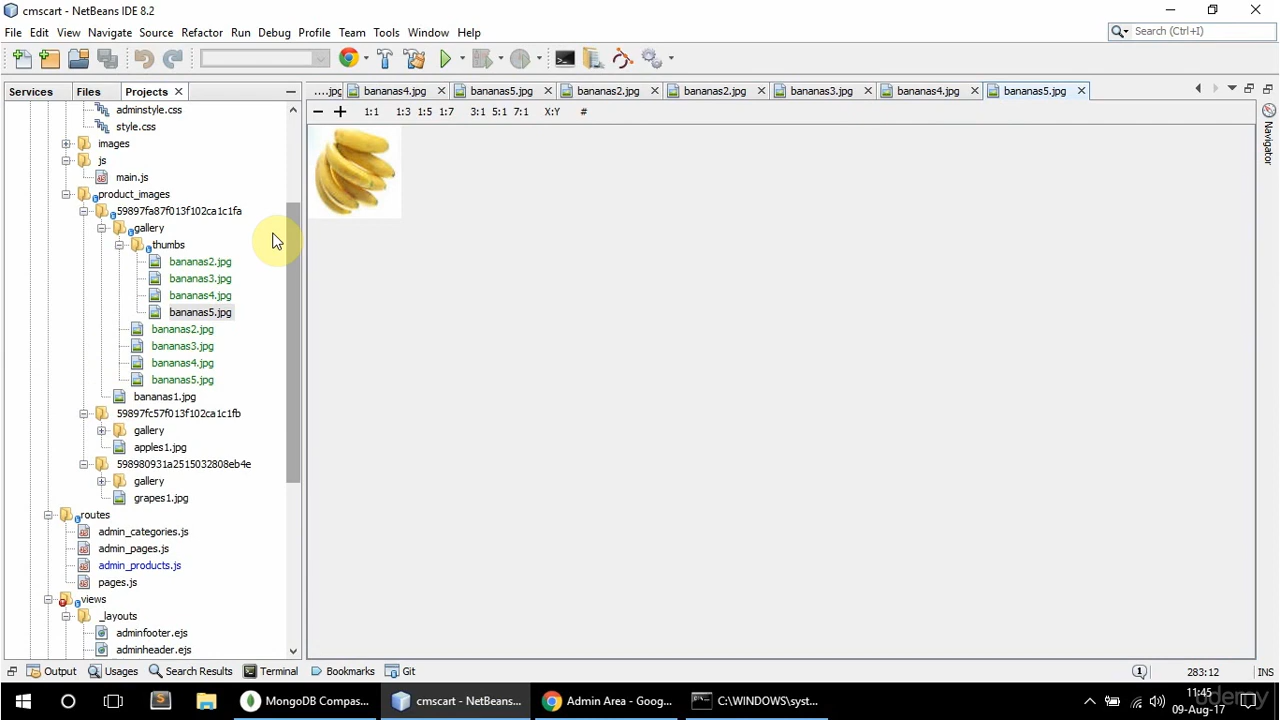 cmscart - NetBeans IDE 8.2
File Edit View Navigate Source Refactor Run Debug Profile Team Tools Window Help
Search (Ctrl+I)
Services Files Projects
....jpg bananas4.jpg bananas5.jpg bananas2.jpg bananas2.jpg bananas3.jpg bananas4.jpg bananas5.jpg
1:1 1:3 1:5 1:7 3:1 5:1 7:1 X:Y #
Navigator
adminstyle.css
style.css
images
js
main.js
product_images
59897fa87f013f102ca1c1fa
gallery
thumbs
bananas2.jpg
bananas3.jpg
bananas4.jpg
bananas5.jpg
bananas2.jpg
bananas3.jpg
bananas4.jpg
bananas5.jpg
bananas1.jpg
59897fc57f013f102ca1c1fb
gallery
apples1.jpg
598980931a2515032808eb4e
gallery
grapes1.jpg
routes
admin_categories.js
admin_pages.js
admin_products.js
pages.js
views
_layouts
adminfooter.ejs
adminheader.ejs
Output Usages Search Results Terminal Bookmarks Git
1 283:12 INS
MongoDB Compas... cmscart - NetBeans... Admin Area - Goog... C:\WINDOWS\syst...
11:45
09-Aug-17
udemy